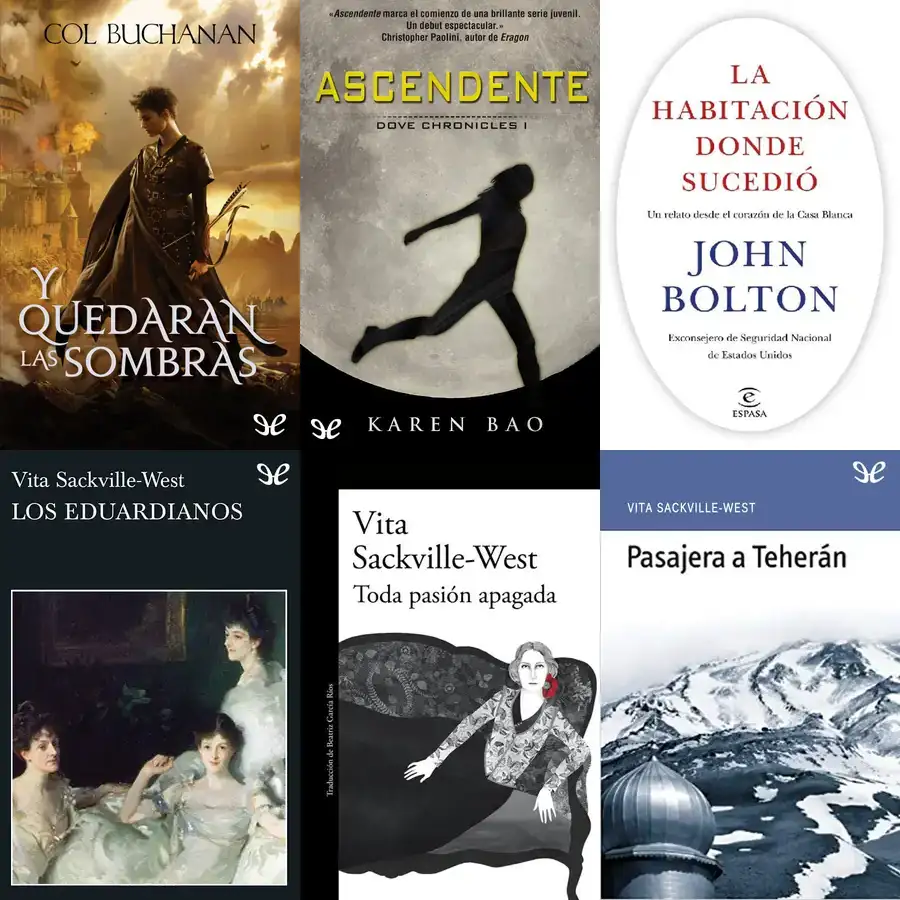 COL BUCHANAN
Y
QUEDARAN
LAS SOMBRAS
«Ascendente marca el comienzo de una brillante serie juvenil.
Un debut espectacular.»
Christopher Paolini, autor de Eragon
ASCENDENTE
DOVE CHRONICLES I
KAREN BAO
LA
HABITACIÓN
DONDE
SUCEDIÓ
Un relato desde el corazón de la Casa Blanca
JOHN
BOLTON
Exconsejero de Seguridad Nacional
de Estados Unidos
e
ESPASA
Vita Sackville-West
LOS EDUARDIANOS
Vita
Sackville-West
Toda pasión apagada
Traducción de Beatriz García Ríos
VITA SACKVILLE-WEST
Pasajera a Teherán